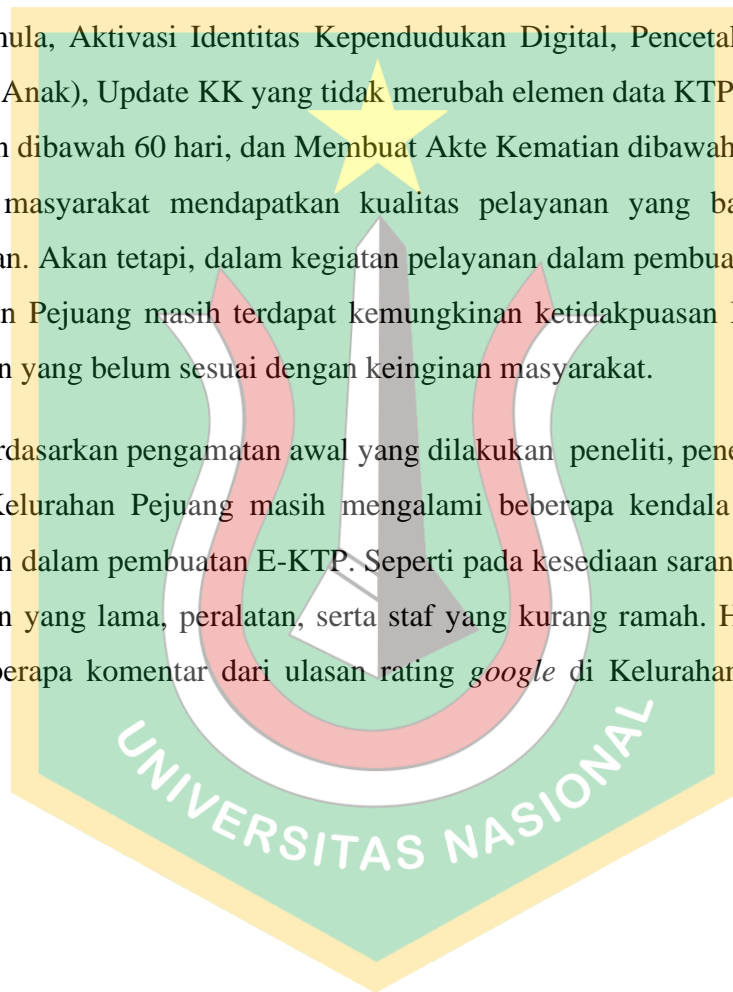 nula, Aktivasi Identitas Kependudukan Digital, Pencetak
Anak), Update KK yang tidak merubah elemen data KTP
n dibawah 60 hari, dan Membuat Akte Kematian dibawah
masyarakat mendapatkan kualitas pelayanan yang ba
an. Akan tetapi, dalam kegiatan pelayanan dalam pembua
n Pejuang masih terdapat kemungkinan ketidakpuasan
n yang belum sesuai dengan keinginan masyarakat.
rdasarkan pengamatan awal yang dilakukan peneliti, pene
Kelurahan Pejuang masih mengalami beberapa kendala
n dalam pembuatan E-KTP. Seperti pada kesediaan saran
n yang lama, peralatan, serta staf yang kurang ramah. H
berapa komentar dari ulasan rating google di Kelurahan
UNIVERSITAS NASIONAL